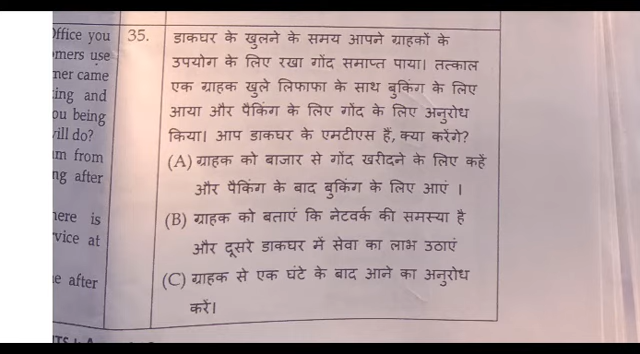 Office you
mers use
mer came
ing and
ou being
vill do?
m from
ng after
here is
vice at
e after
35.
डाकघर के खुलने के समय आपने ग्राहकों के
उपयोग के लिए रखा गोंद समाप्त पाया। तत्काल
एक ग्राहक खुले लिफाफा के साथ बुकिंग के लिए
आया और पैकिंग के लिए गोंद के लिए अनुरोध
किया। आप डाकघर के एमटीएस हैं, क्या करेंगे?
(A) ग्राहक को बाजार से गोंद खरीदने के लिए कहें
और पैकिंग के बाद बुकिंग के लिए आएं ।
(B) ग्राहक को बताएं कि नेटवर्क की समस्या है
और दूसरे डाकघर में सेवा का लाभ उठाएं
(C) ग्राहक से एक घंटे के बाद आने का अनुरोध
करें।